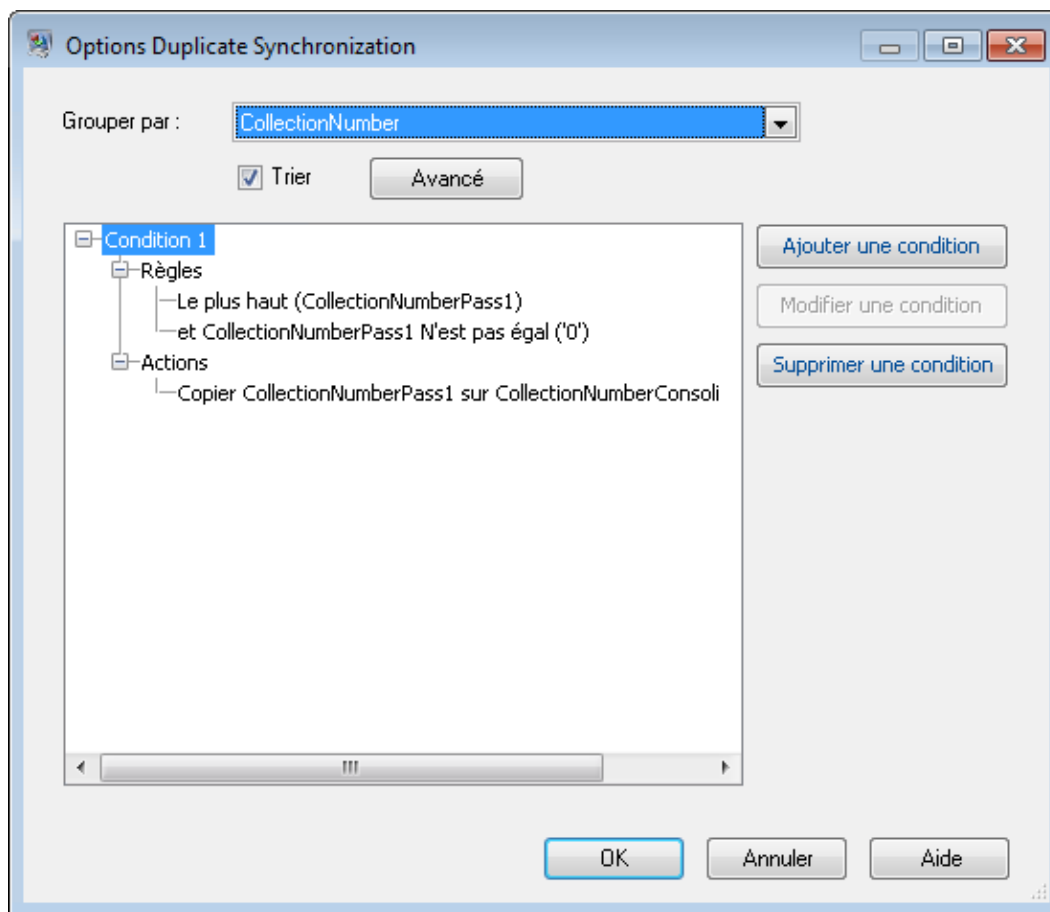 Options Duplicate Synchronization
Grouper par :
CollectionNumber
Trier
Avancé
Condition 1
Règles
Le plus haut (CollectionNumberPass1)
et CollectionNumberPass1 N'est pas égal ('0')
Actions
Copier CollectionNumberPass1 sur CollectionNumberConsoli
Ajouter une condition
Modifier une condition
Supprimer une condition
OK
Annuler
Aide